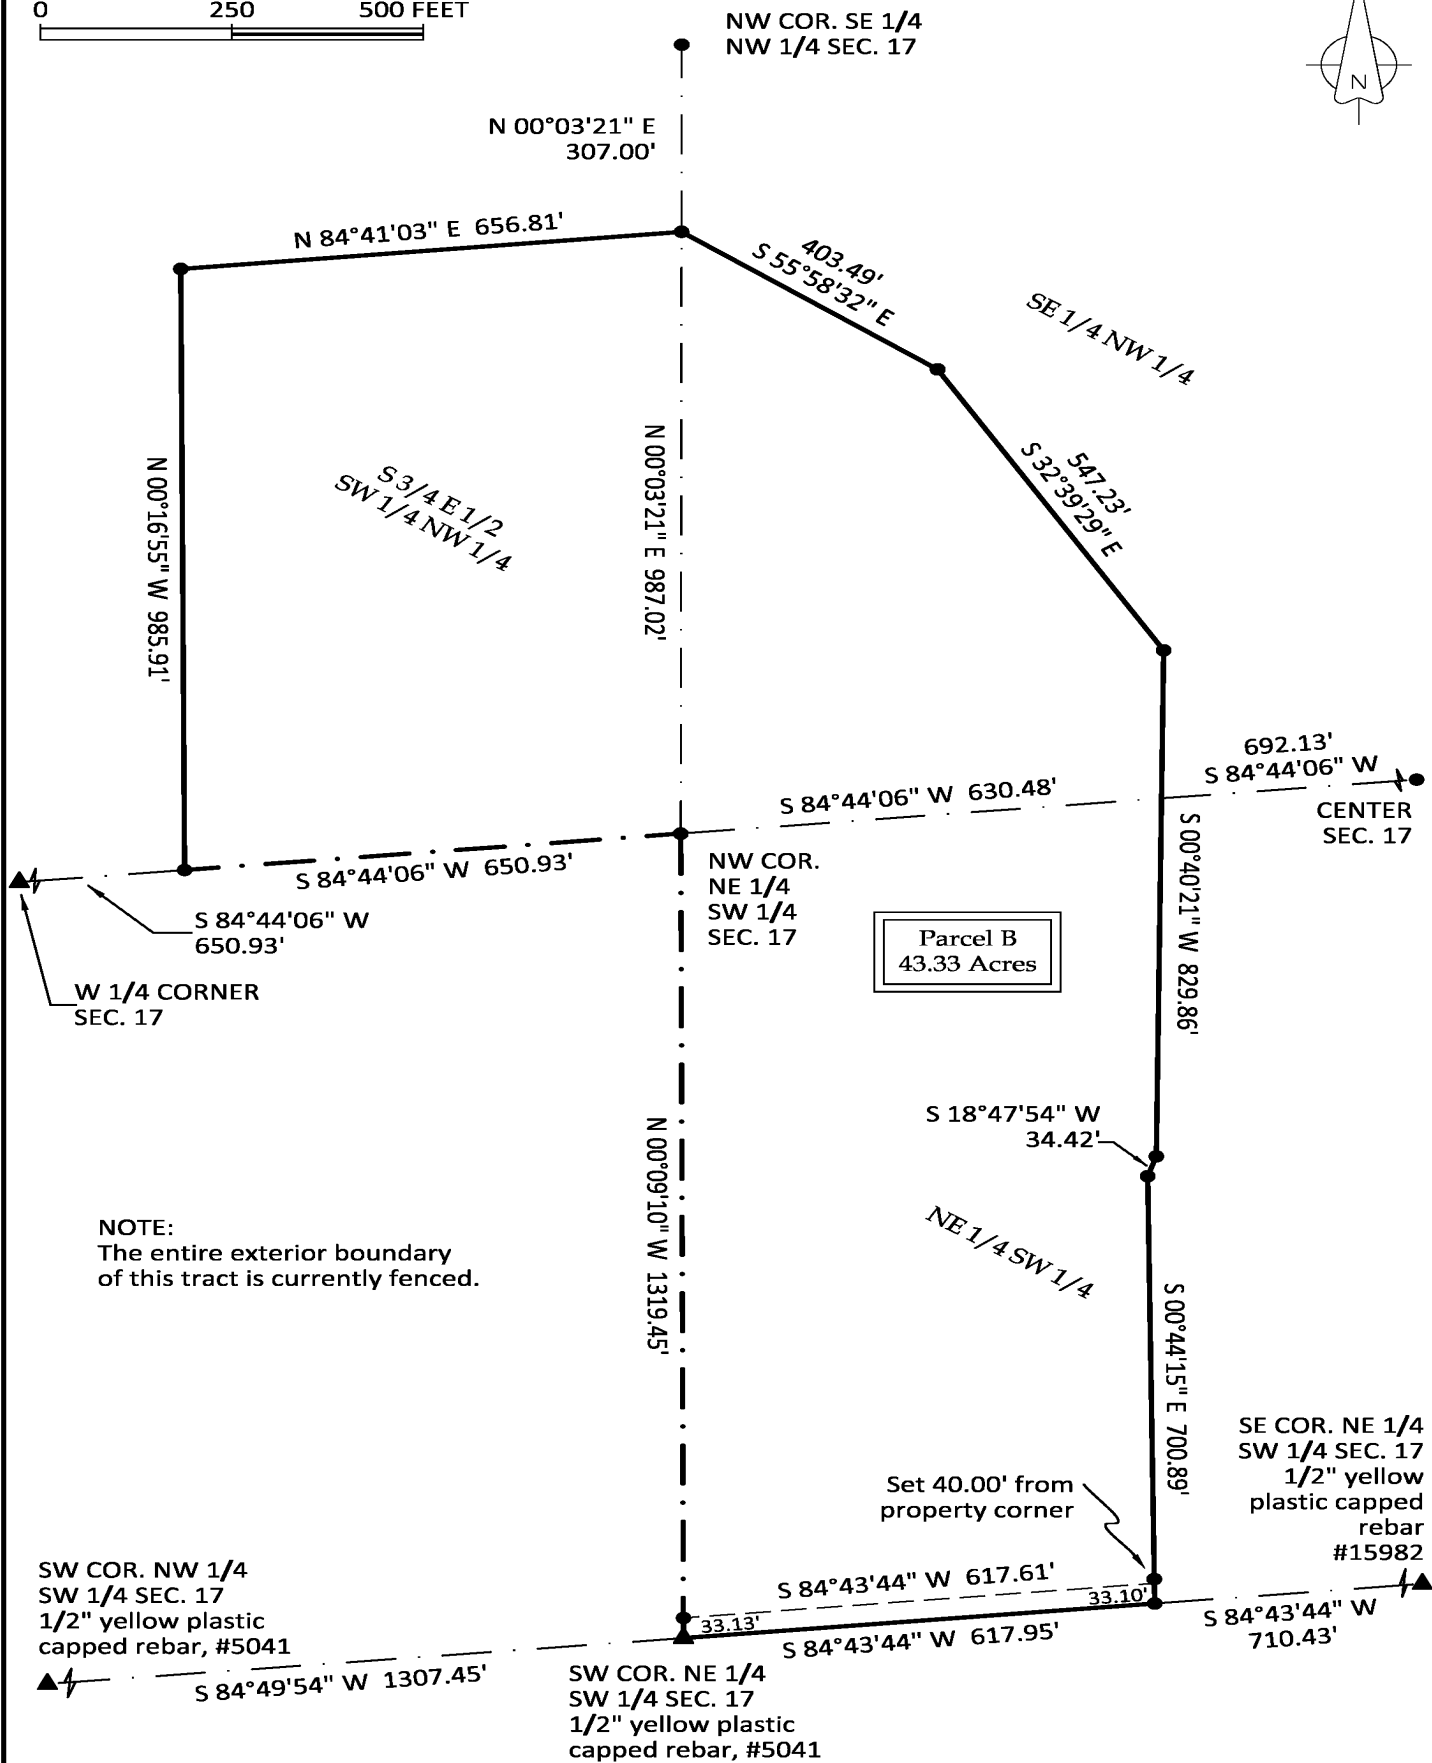 0 250 500 FEET
NW COR. SE 1/4
NW 1/4 SEC. 17
N
N 00°03'21" E
307.00'
N 84°41'03" E 656.81'
403.49'
S 55°58'32" E
SE 1/4 NW 1/4
S 3/4 E 1/2
SW 1/4 NW 1/4
N 00°16'55" W 985.91'
N 00°03'21" E 987.02'
547.23'
S 32°39'29" E
692.13'
S 84°44'06" W
S 84°44'06" W 630.48'
CENTER
SEC. 17
S 84°44'06" W 650.93'
NW COR.
NE 1/4
SW 1/4
SEC. 17
S 84°44'06" W
650.93'
W 1/4 CORNER
SEC. 17
Parcel B
43.33 Acres
S 00°40'21" W 829.86'
S 18°47'54" W
34.42'
N 00°09'10" W 1319.45'
NOTE:
The entire exterior boundary
of this tract is currently fenced.
NE 1/4 SW 1/4
S 00°44'15" E 700.89'
SE COR. NE 1/4
SW 1/4 SEC. 17
1/2" yellow
plastic capped
rebar
#15982
Set 40.00' from
property corner
SW COR. NW 1/4
SW 1/4 SEC. 17
1/2" yellow plastic
capped rebar, #5041
S 84°43'44" W 617.61'
33.13'
33.10'
S 84°43'44" W 617.95'
S 84°43'44" W
710.43'
S 84°49'54" W 1307.45'
SW COR. NE 1/4
SW 1/4 SEC. 17
1/2" yellow plastic
capped rebar, #5041